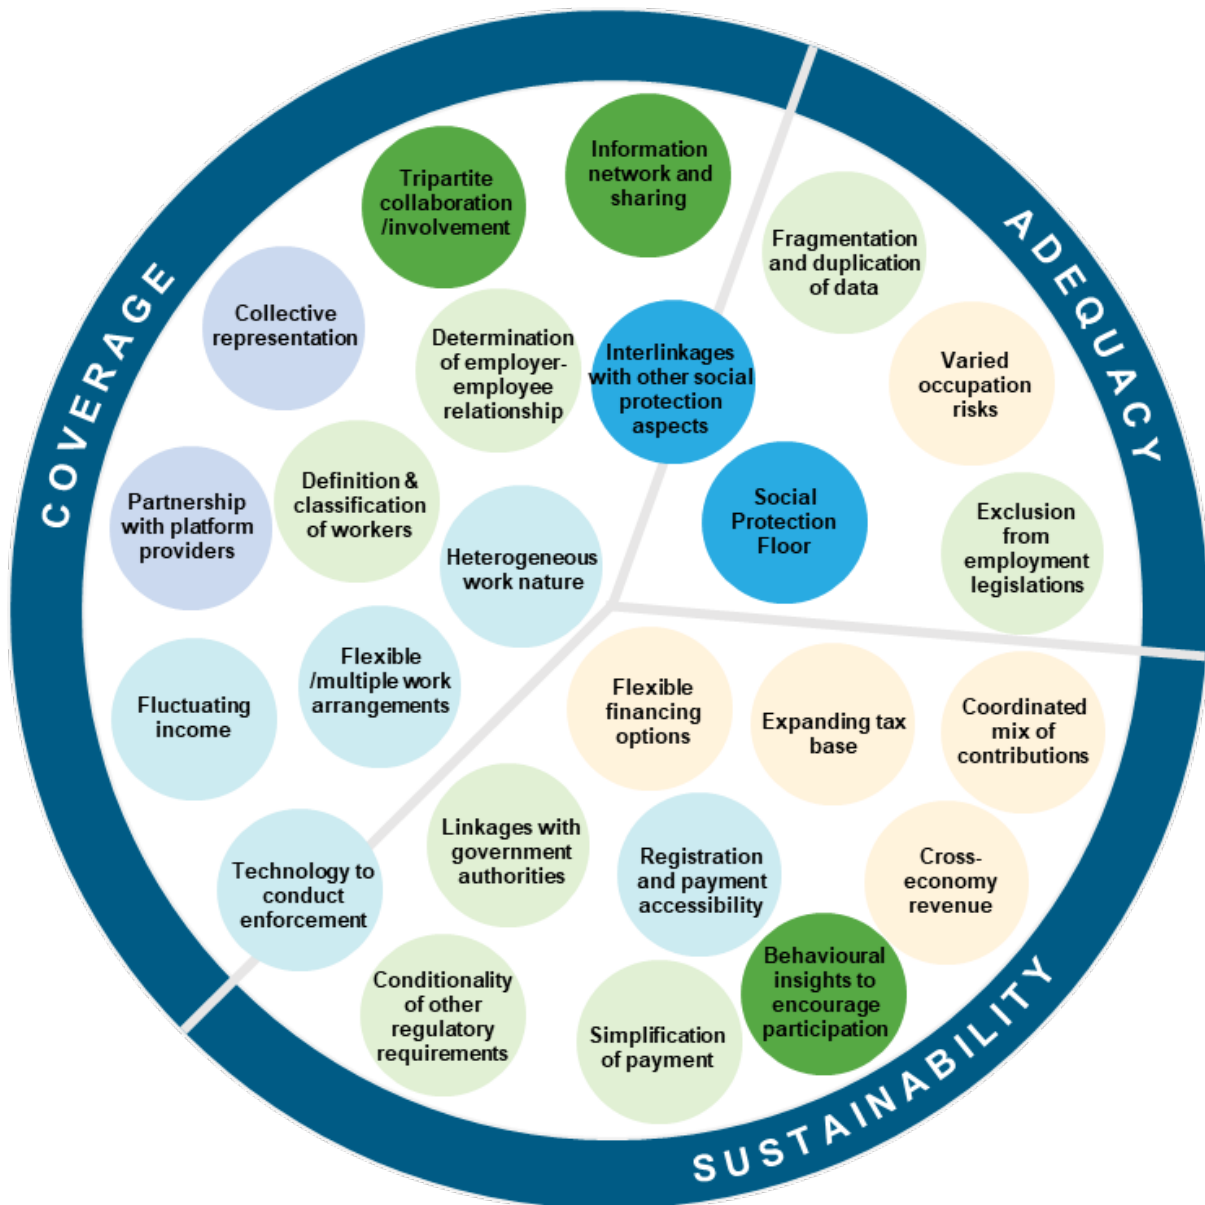 COVERAGE
Tripartite
collaboration
/involvement
Information
network and
sharing
Collective
representation
Determination
of employer-
employee
relationship
Interlinkages
with other social
protection
aspects
Partnership
with platform
providers
Definition &
classification
of workers
Heterogeneous
work nature
Fluctuating
income
Flexible
/multiple work
arrangements
Technology to
conduct
enforcement
ADEQUACY
Fragmentation
and duplication
of data
Varied
occupation
risks
Social
Protection
Floor
Exclusion
from
employment
legislations
SUSTAINABILITY
Flexible
financing
options
Expanding tax
base
Coordinated
mix of
contributions
Linkages with
government
authorities
Registration
and payment
accessibility
Cross-
economy
revenue
Conditionality
of other
regulatory
requirements
Simplification
of payment
Behavioural
insights to
encourage
participation